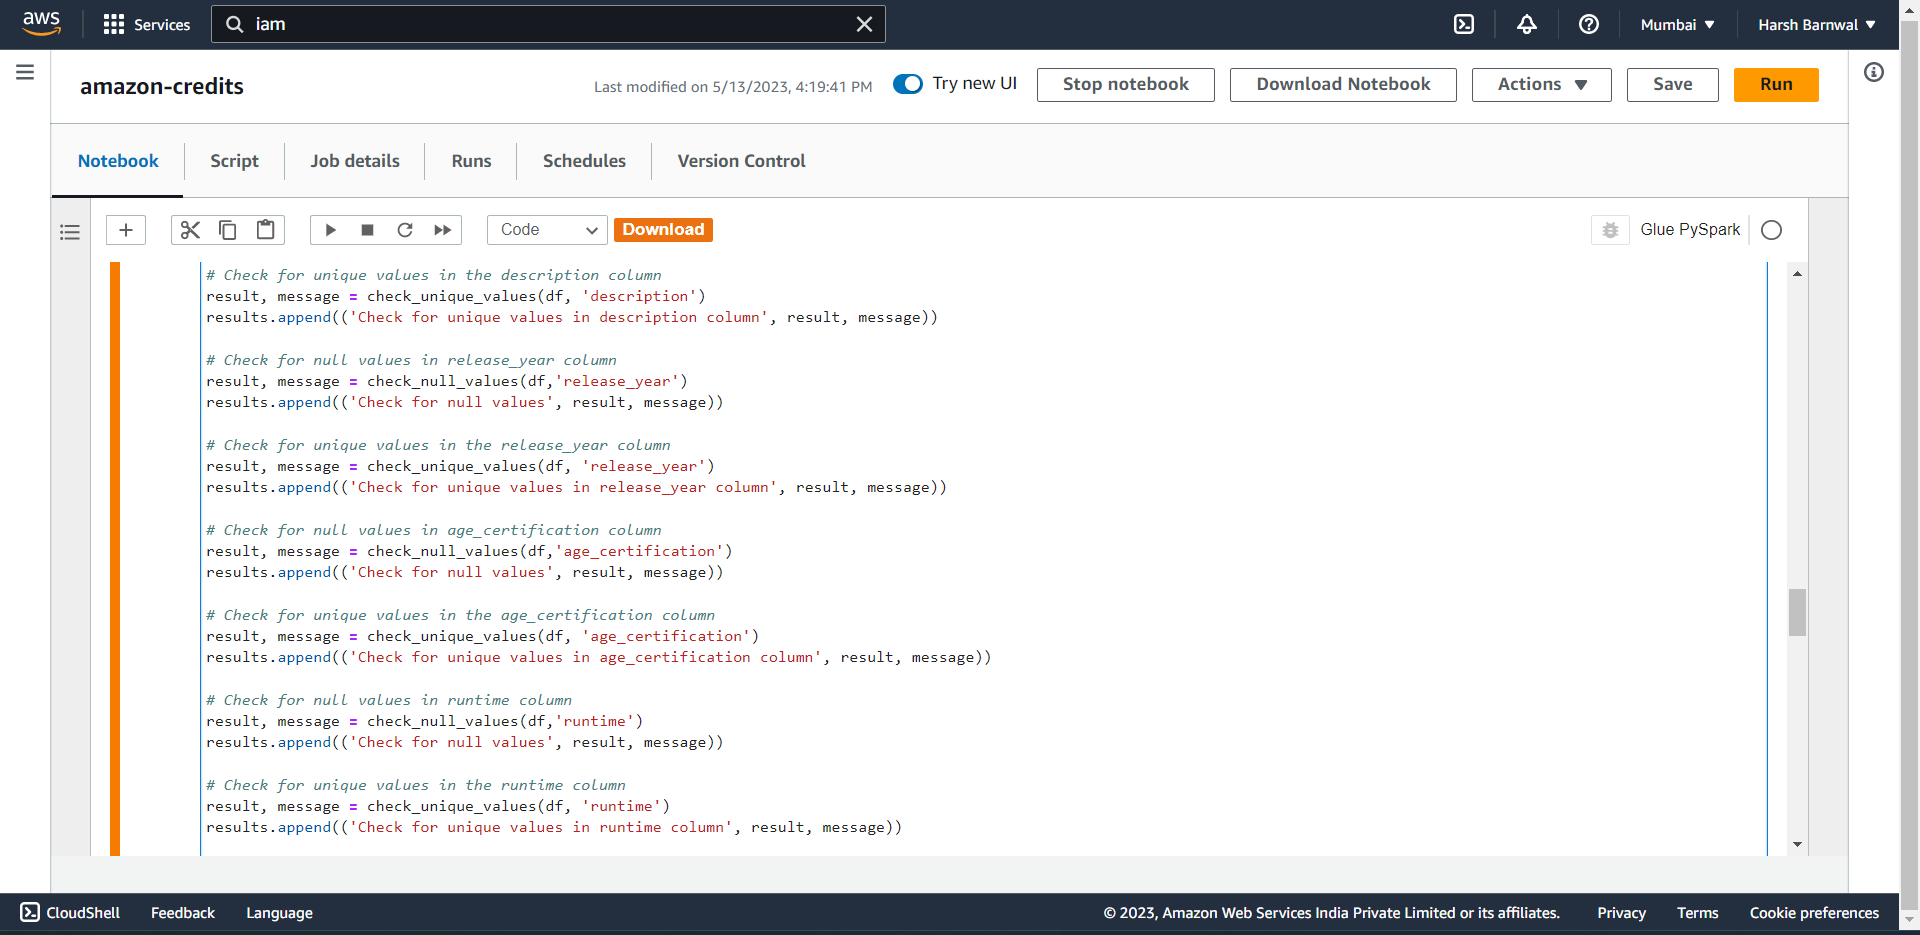 aws
Services
iam
Mumbai ▼
Harsh Barnwal ▼
amazon-credits
Last modified on 5/13/2023, 4:19:41 PM
Try new UI
Stop notebook
Download Notebook
Actions ▼
Save
Run
Notebook
Script
Job details
Runs
Schedules
Version Control
Code
Download
Glue PySpark
# Check for unique values in the description column
result, message = check_unique_values(df, 'description')
results.append(('Check for unique values in description column', result, message))
# Check for null values in release_year column
result, message = check_null_values(df,'release_year')
results.append(('Check for null values', result, message))
# Check for unique values in the release_year column
result, message = check_unique_values(df, 'release_year')
results.append(('Check for unique values in release_year column', result, message))
# Check for null values in age_certification column
result, message = check_null_values(df,'age_certification')
results.append(('Check for null values', result, message))
# Check for unique values in the age_certification column
result, message = check_unique_values(df, 'age_certification')
results.append(('Check for unique values in age_certification column', result, message))
# Check for null values in runtime column
result, message = check_null_values(df,'runtime')
results.append(('Check for null values', result, message))
# Check for unique values in the runtime column
result, message = check_unique_values(df, 'runtime')
results.append(('Check for unique values in runtime column', result, message))
CloudShell
Feedback
Language
© 2023, Amazon Web Services India Private Limited or its affiliates.
Privacy
Terms
Cookie preferences